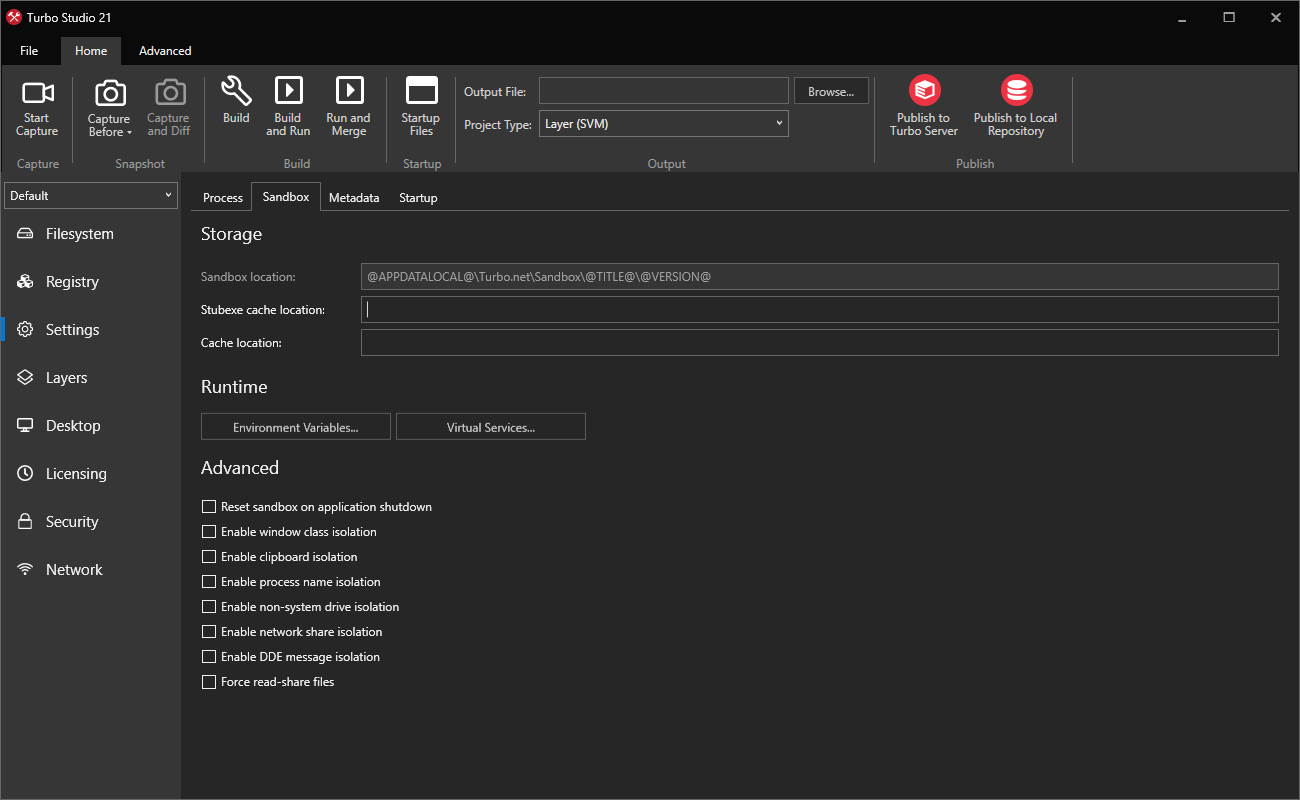 Turbo Studio 21
File Home Advanced
Start Capture
Capture Before
Capture and Diff
Build
Build and Run
Run and Merge
Startup Files
Output File:
Browse...
Project Type: Layer (SVM)
Publish to Turbo Server
Publish to Local Repository
Capture Snapshot Build Startup Output Publish
Default
Filesystem
Registry
Settings
Layers
Desktop
Licensing
Security
Network
Process Sandbox Metadata Startup
Storage
Sandbox location: @APPDATALOCAL@\Turbo.net\Sandbox\@TITLE@\@VERSION@
Stubexe cache location:
Cache location:
Runtime
Environment Variables... Virtual Services...
Advanced
Reset sandbox on application shutdown
Enable window class isolation
Enable clipboard isolation
Enable process name isolation
Enable non-system drive isolation
Enable network share isolation
Enable DDE message isolation
Force read-share files